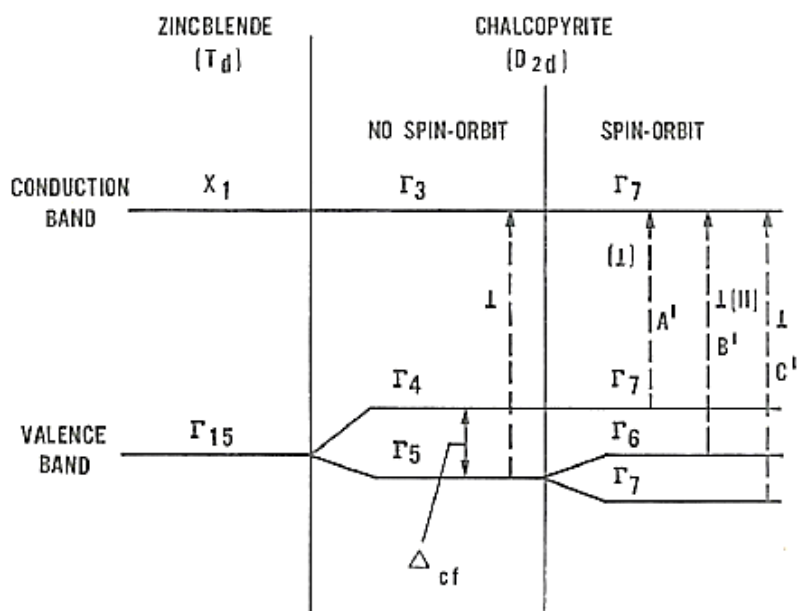 ZINCBLENDE
(Td)
CHALCOPYRITE
(D2d)
NO SPIN-ORBIT
SPIN-ORBIT
CONDUCTION
BAND
X1
Γ3
Γ7
⊥
(⊥)
A'
⊥(||)
B'
⊥
C'
Γ4
Γ7
VALENCE
BAND
Γ15
Γ5
Γ6
Γ7
Δcf